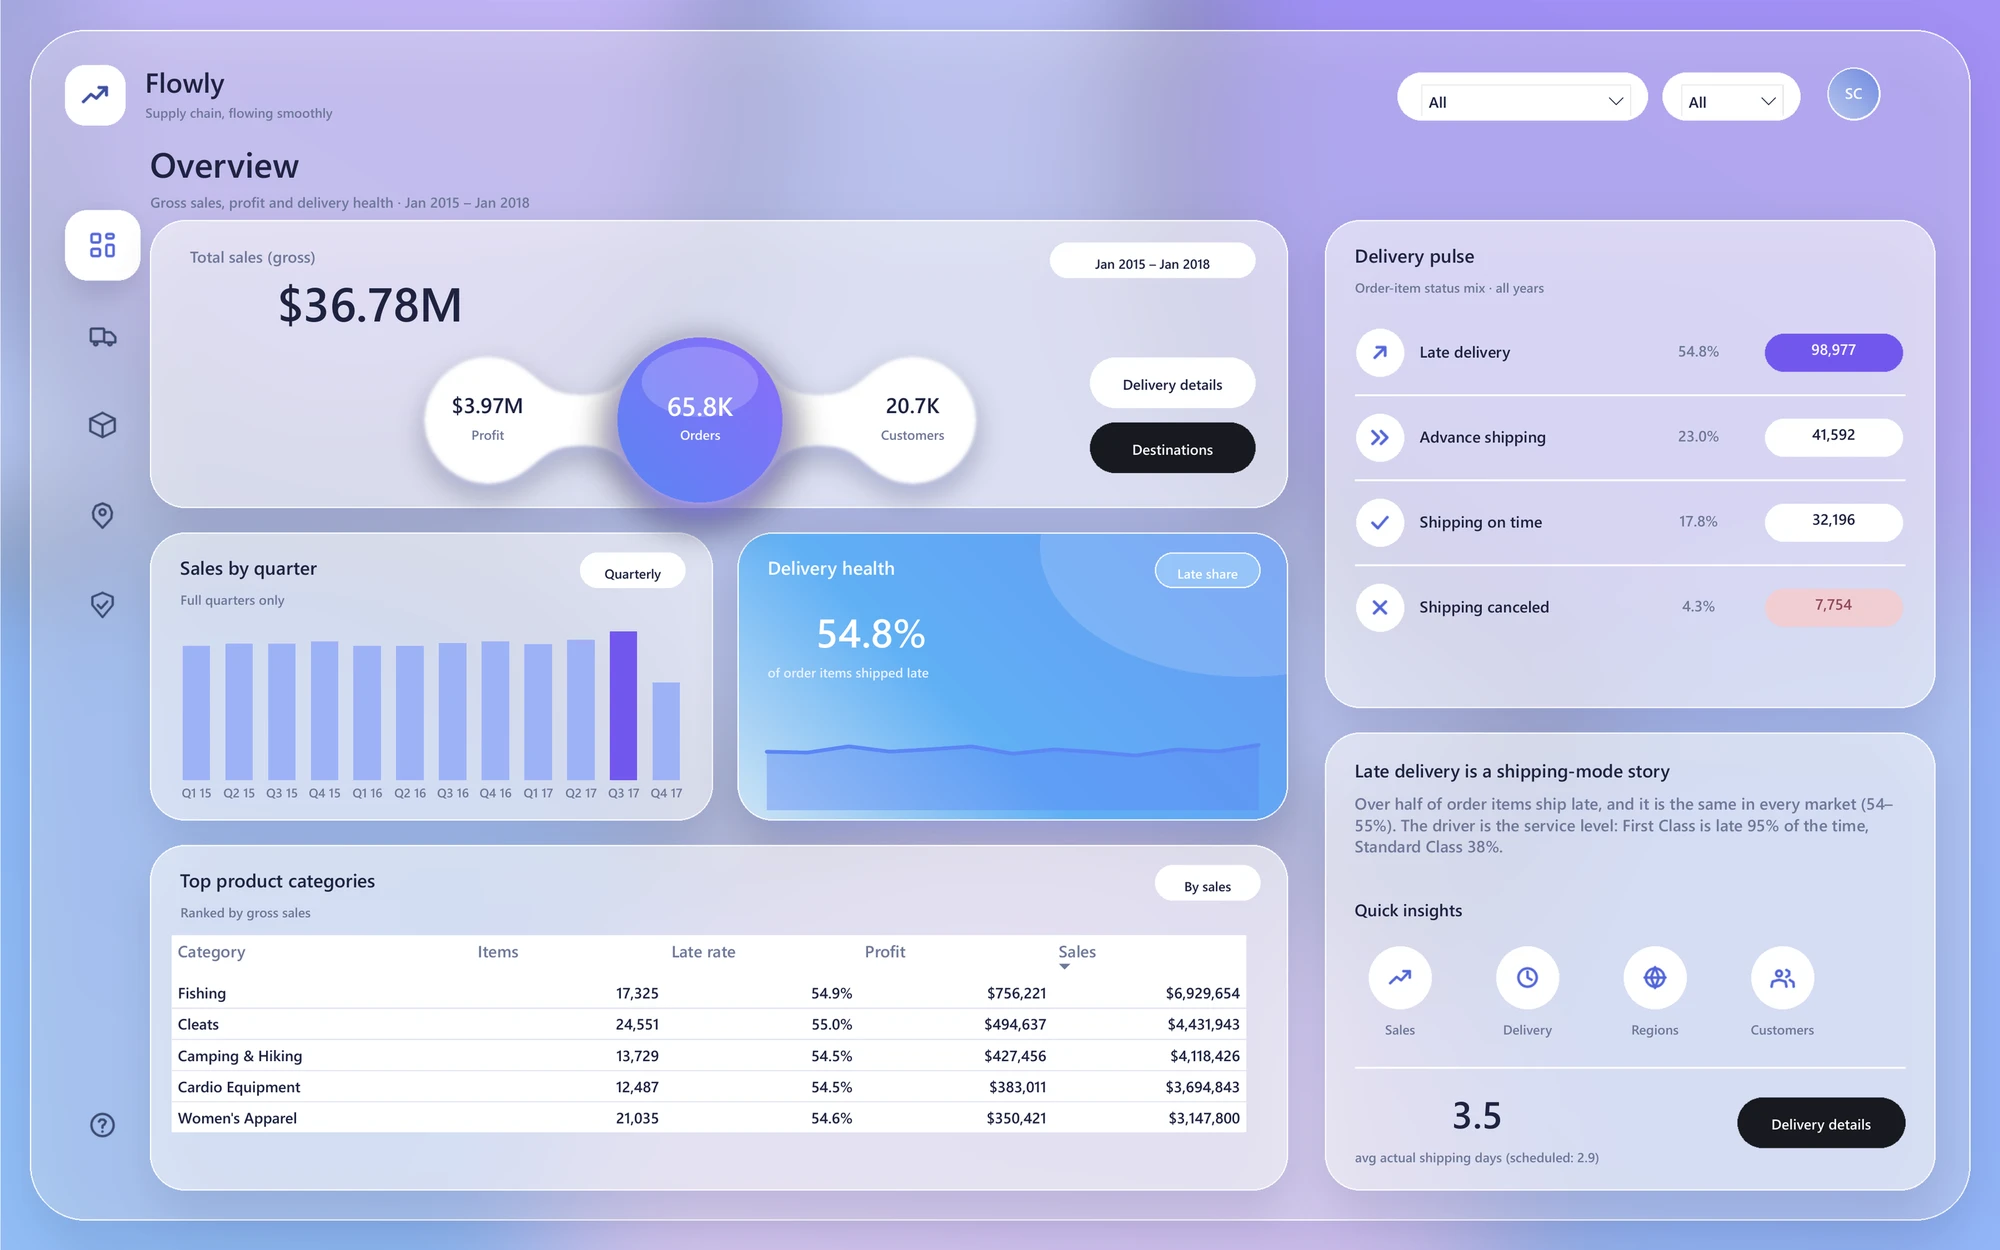 Flowly
Supply chain, flowing smoothly
All
All
SC
Overview
Gross sales, profit and delivery health · Jan 2015 – Jan 2018
Total sales (gross)
Jan 2015 – Jan 2018
$36.78M
$3.97M
Profit
65.8K
Orders
20.7K
Customers
Delivery details
Destinations
Delivery pulse
Order-item status mix · all years
Late delivery 54.8% 98,977
Advance shipping 23.0% 41,592
Shipping on time 17.8% 32,196
Shipping canceled 4.3% 7,754
Sales by quarter
Quarterly
Full quarters only
Q1 15 Q2 15 Q3 15 Q4 15 Q1 16 Q2 16 Q3 16 Q4 16 Q1 17 Q2 17 Q3 17 Q4 17
Delivery health
Late share
54.8%
of order items shipped late
Late delivery is a shipping-mode story
Over half of order items ship late, and it is the same in every market (54–
55%). The driver is the service level: First Class is late 95% of the time,
Standard Class 38%.
Top product categories
By sales
Ranked by gross sales
Category Items Late rate Profit Sales
Fishing 17,325 54.9% $756,221 $6,929,654
Cleats 24,551 55.0% $494,637 $4,431,943
Camping & Hiking 13,729 54.5% $427,456 $4,118,426
Cardio Equipment 12,487 54.5% $383,011 $3,694,843
Women's Apparel 21,035 54.6% $350,421 $3,147,800
Quick insights
Sales
Delivery
Regions
Customers
3.5
avg actual shipping days (scheduled: 2.9)
Delivery details